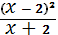 (x − 2)²
x + 2